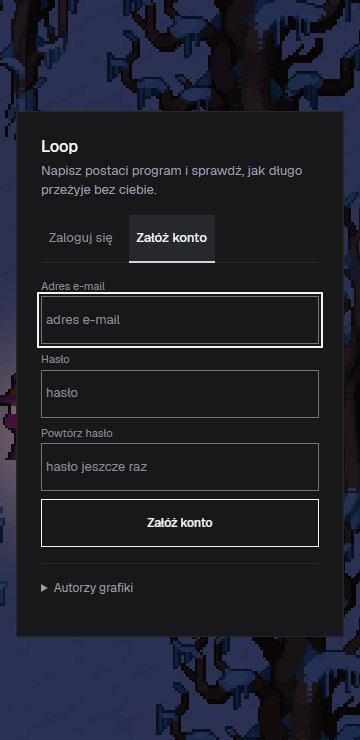 Loop
Napisz postaci program i sprawdź, jak długo
przeżyje bez ciebie.
Zaloguj się
Załóż konto
Adres e-mail
adres e-mail
Hasło
hasło
Powtórz hasło
hasło jeszcze raz
Załóż konto
Autorzy grafiki